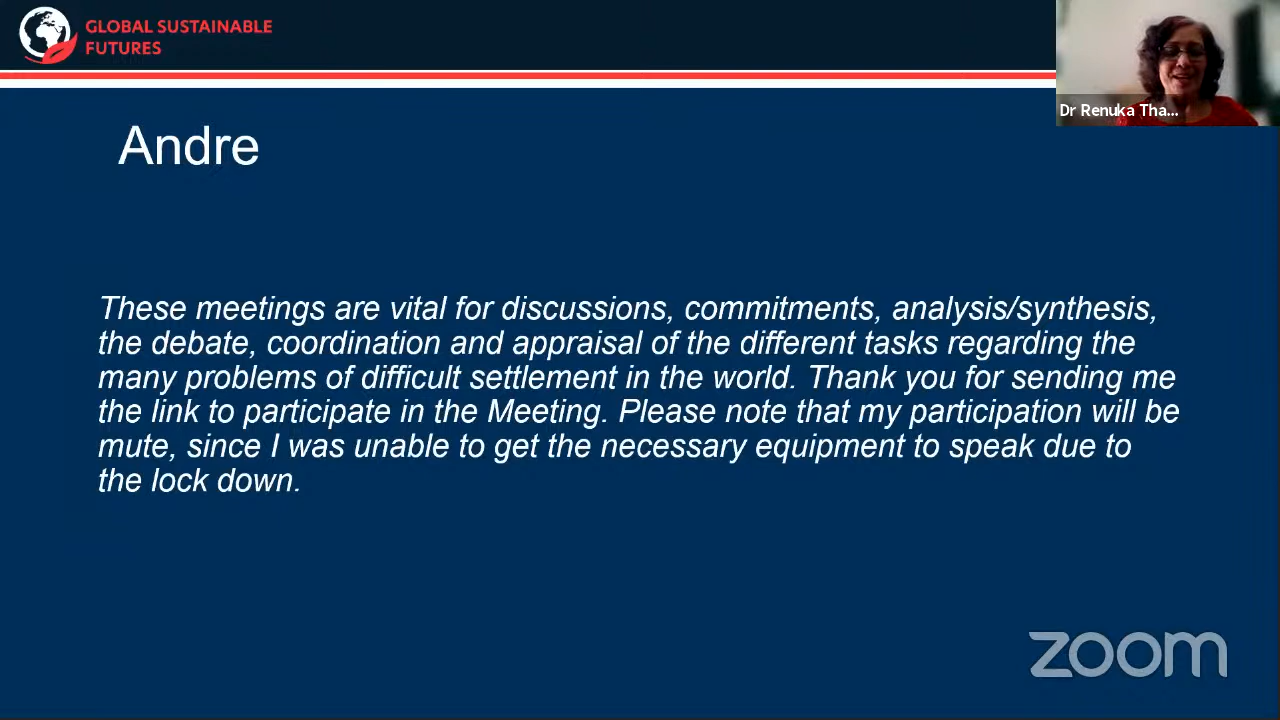 GLOBAL SUSTAINABLE
FUTURES
Dr Renuka Tha...
Andre
These meetings are vital for discussions, commitments, analysis/synthesis,
the debate, coordination and appraisal of the different tasks regarding the
many problems of difficult settlement in the world. Thank you for sending me
the link to participate in the Meeting. Please note that my participation will be
mute, since I was unable to get the necessary equipment to speak due to
the lock down.
zoom